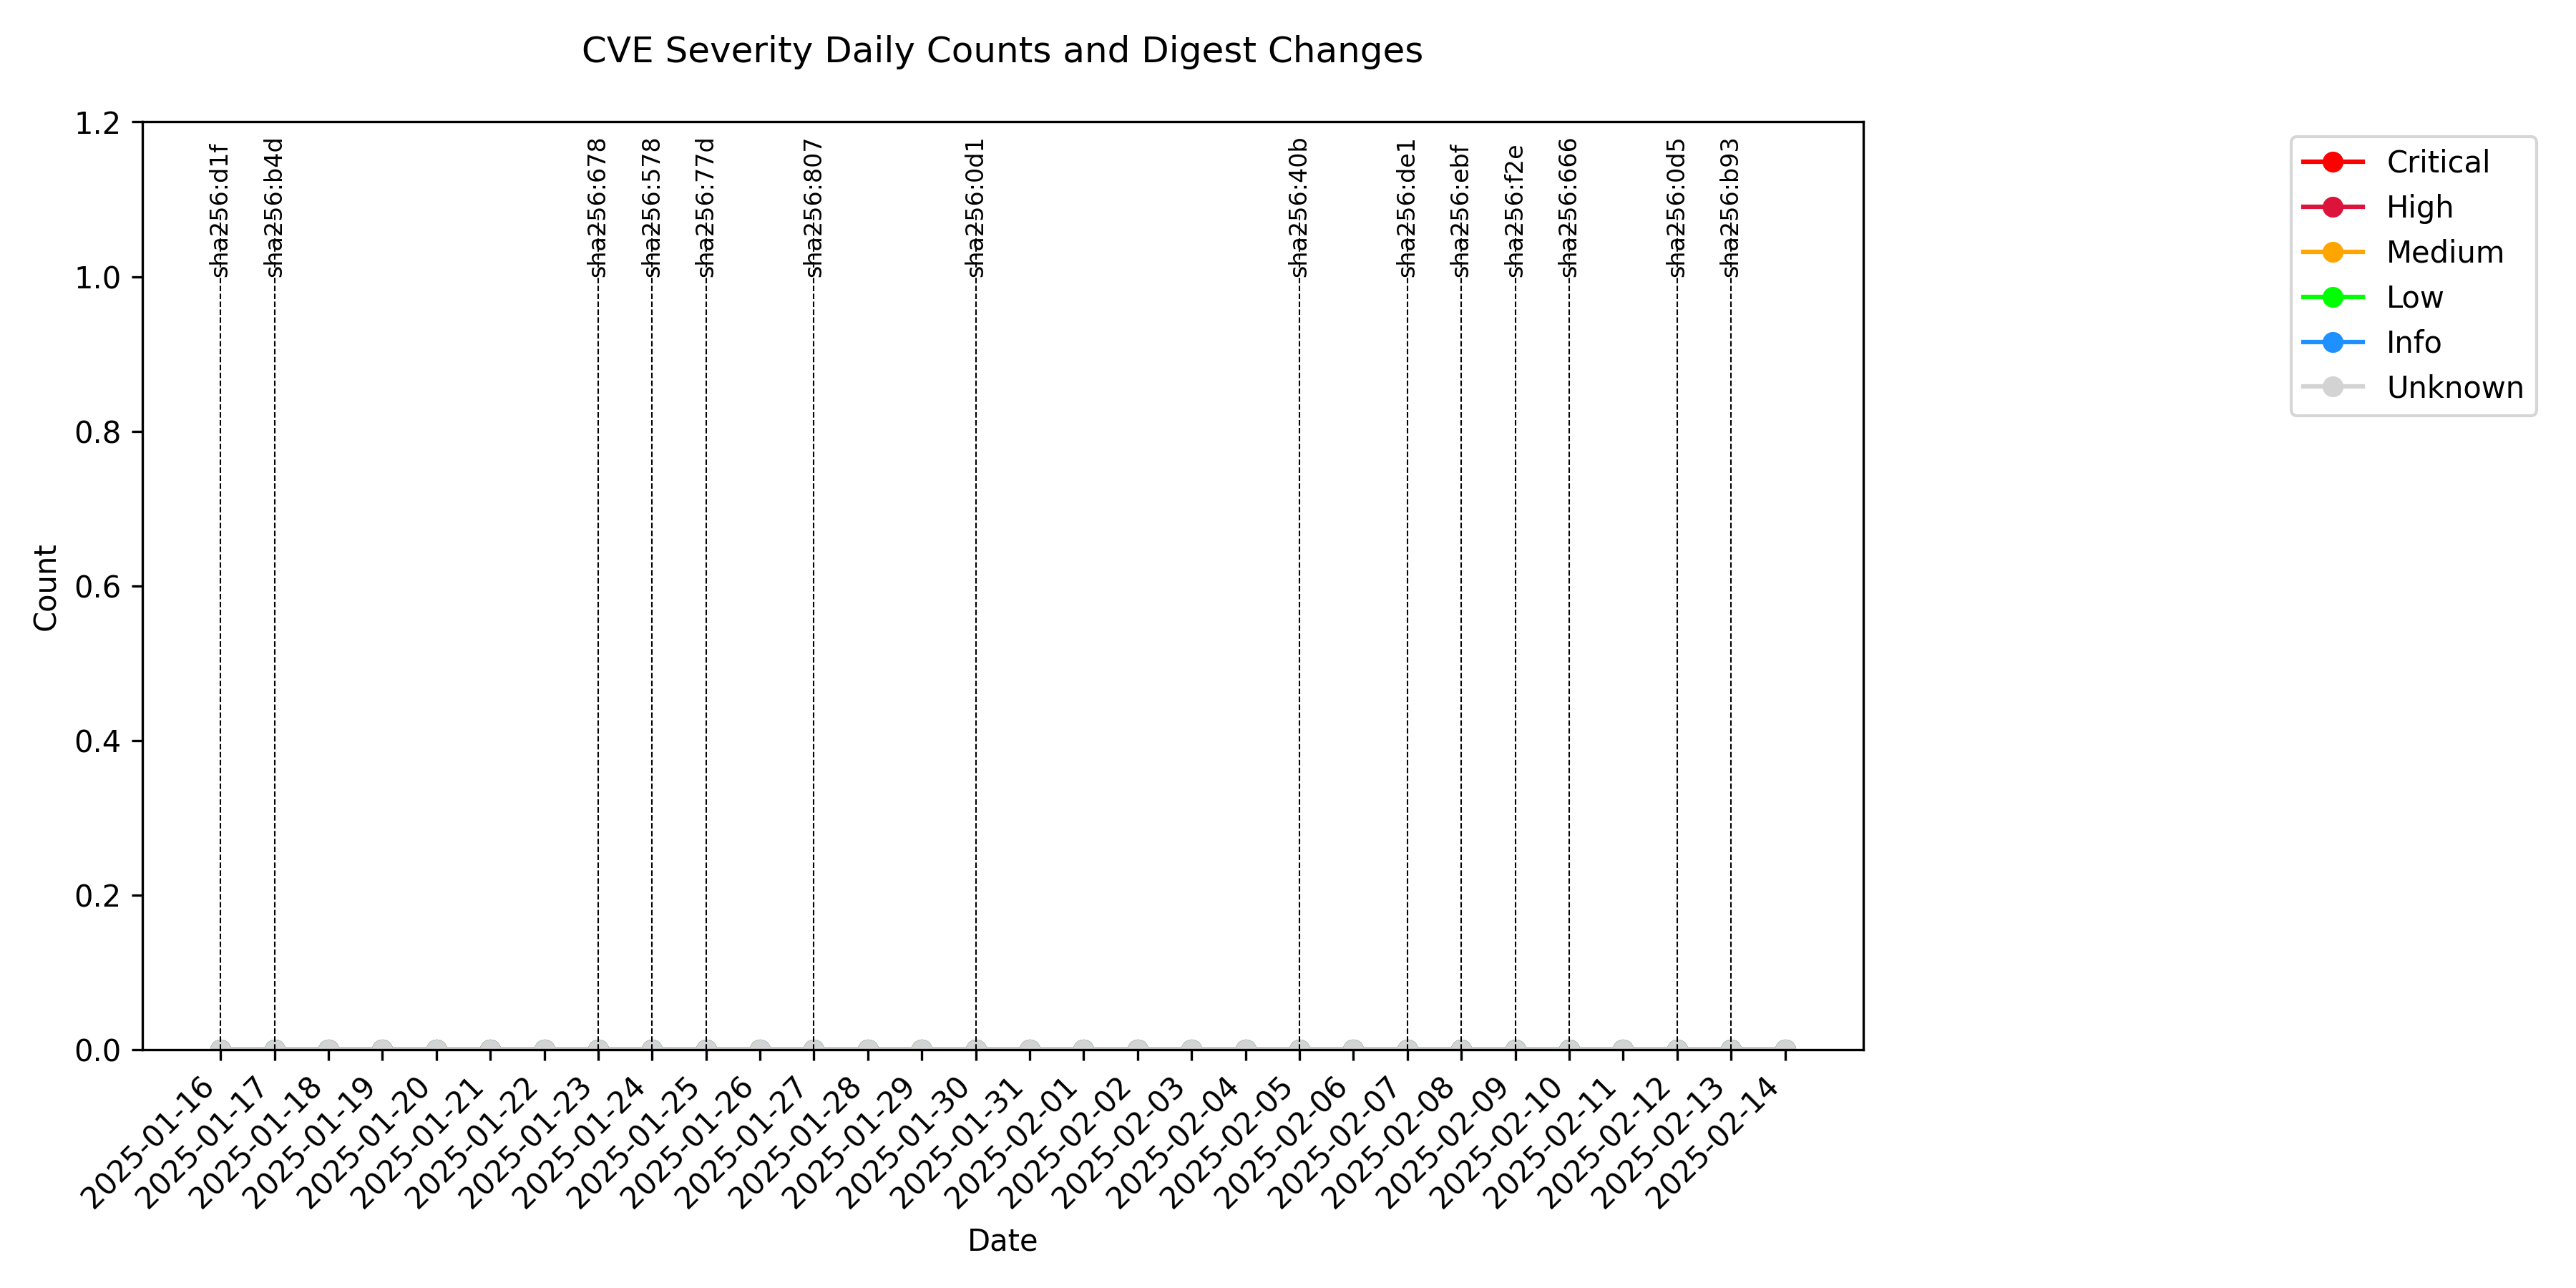 CVE Severity Daily Counts and Digest Changes
1.2
1.0
0.8
0.6
0.4
0.2
0.0
Count
sha256:d1f
sha256:b4d
sha256:678
sha256:578
sha256:77d
sha256:807
sha256:0d1
sha256:40b
sha256:de1
sha256:ebf
sha256:f2e
sha256:666
sha256:0d5
sha256:b93
Critical
High
Medium
Low
Info
Unknown
2025-01-16
2025-01-17
2025-01-18
2025-01-19
2025-01-20
2025-01-21
2025-01-22
2025-01-23
2025-01-24
2025-01-25
2025-01-26
2025-01-27
2025-01-28
2025-01-29
2025-01-30
2025-01-31
2025-02-01
2025-02-02
2025-02-03
2025-02-04
2025-02-05
2025-02-06
2025-02-07
2025-02-08
2025-02-09
2025-02-10
2025-02-11
2025-02-12
2025-02-13
2025-02-14
Date